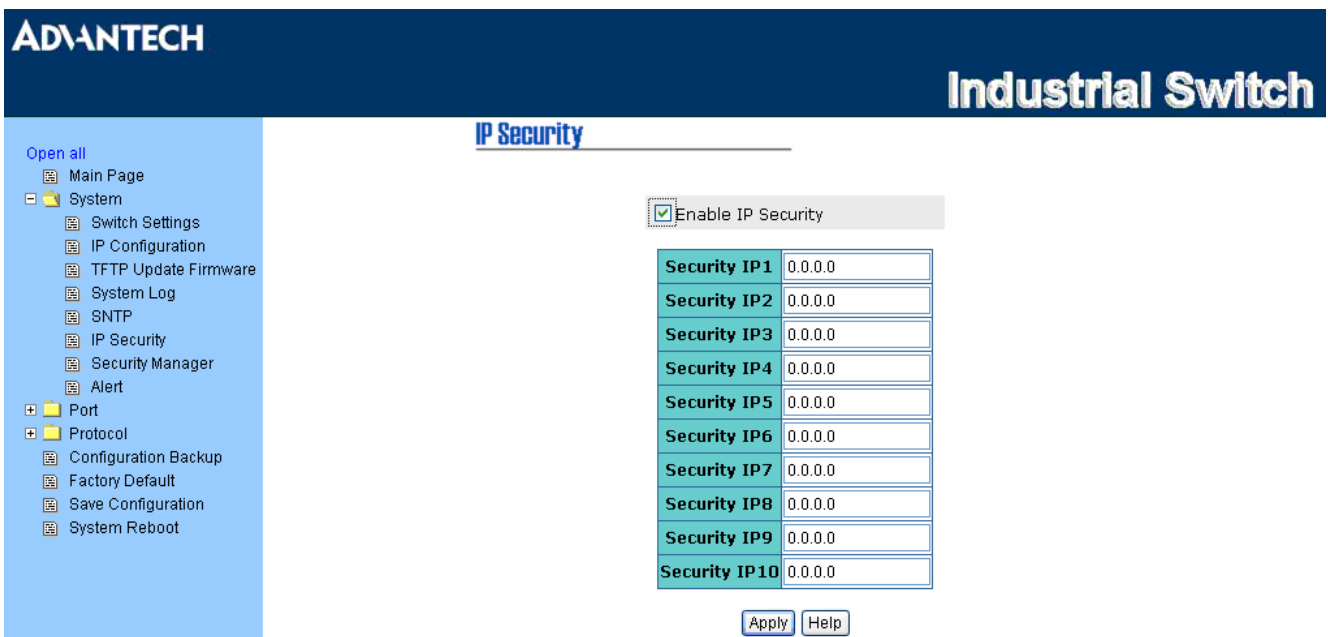 ADVANTECH
Industrial Switch
Open all
Main Page
System
Switch Settings
IP Configuration
TFTP Update Firmware
System Log
SNTP
IP Security
Security Manager
Alert
Port
Protocol
Configuration Backup
Factory Default
Save Configuration
System Reboot
IP Security
Enable IP Security
Security IP1 0.0.0.0
Security IP2 0.0.0.0
Security IP3 0.0.0.0
Security IP4 0.0.0.0
Security IP5 0.0.0.0
Security IP6 0.0.0.0
Security IP7 0.0.0.0
Security IP8 0.0.0.0
Security IP9 0.0.0.0
Security IP10 0.0.0.0
Apply Help